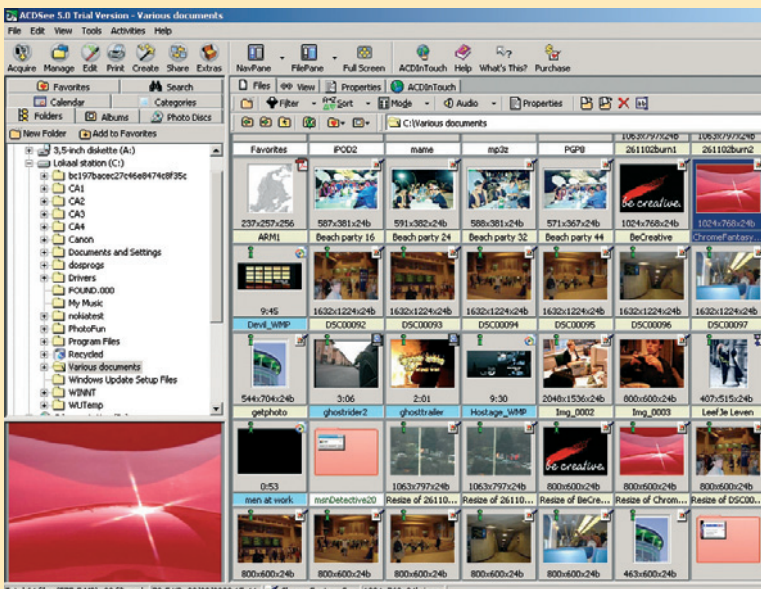 ACDSee 5.0 Trial Version - Various documents
File Edit View Tools Activities Help
Acquire Manage Edit Print Create Share Extras NavPane FilePane Full Screen ACDInTouch Help What's This? Purchase
Favorites Search
Calendar Categories
Folders Albums Photo Discs
New Folder Add to Favorites
3,5-inch diskette (A:)
Lokaal station (C:)
bc197bacec27c46e8474c8f35c
CA1
CA2
CA3
CA4
Canon
Documents and Settings
dosprogs
Drivers
FOUND.000
My Music
nokiatest
PhotoFun
Program Files
Recycled
Various documents
Windows Update Setup Files
WINNT
WUTemp
Files View Properties ACDInTouch
Filter Sort Mode Audio Properties
C:\Various documents
1063x797x24b 1063x797x24b
Favorites iPOD2 mame mp3z PGP8 261102burn1 261102burn2
be creative.
237x257x256 587x381x24b 591x382x24b 588x381x24b 571x367x24b 1024x768x24b 1024x768x24b
ARM1 Beach party 16 Beach party 24 Beach party 32 Beach party 44 BeCreative ChromeFantasy...
9:45 1632x1224x24b 1632x1224x24b 1632x1224x24b 1632x1224x24b 1632x1224x24b 1632x1224x24b
Devil_WMP DSC00092 DSC00093 DSC00094 DSC00095 DSC00096 DSC00097
544x704x24b 3:06 2:01 9:30 2048x1536x24b 800x600x24b 407x515x24b
getphoto ghostrider2 ghosttrailer Hostage_WMP Img_0002 Img_0003 Leef Je Leven
be creative.
0:53 1063x797x24b 1063x797x24b 800x600x24b 800x600x24b 800x600x24b
men at work msnDetective20 Resize of 26110... Resize of 26110... Resize of BeCre... Resize of Chrom... Resize of DSC00...
800x600x24b 800x600x24b 800x600x24b 800x600x24b 800x600x24b 463x600x24b